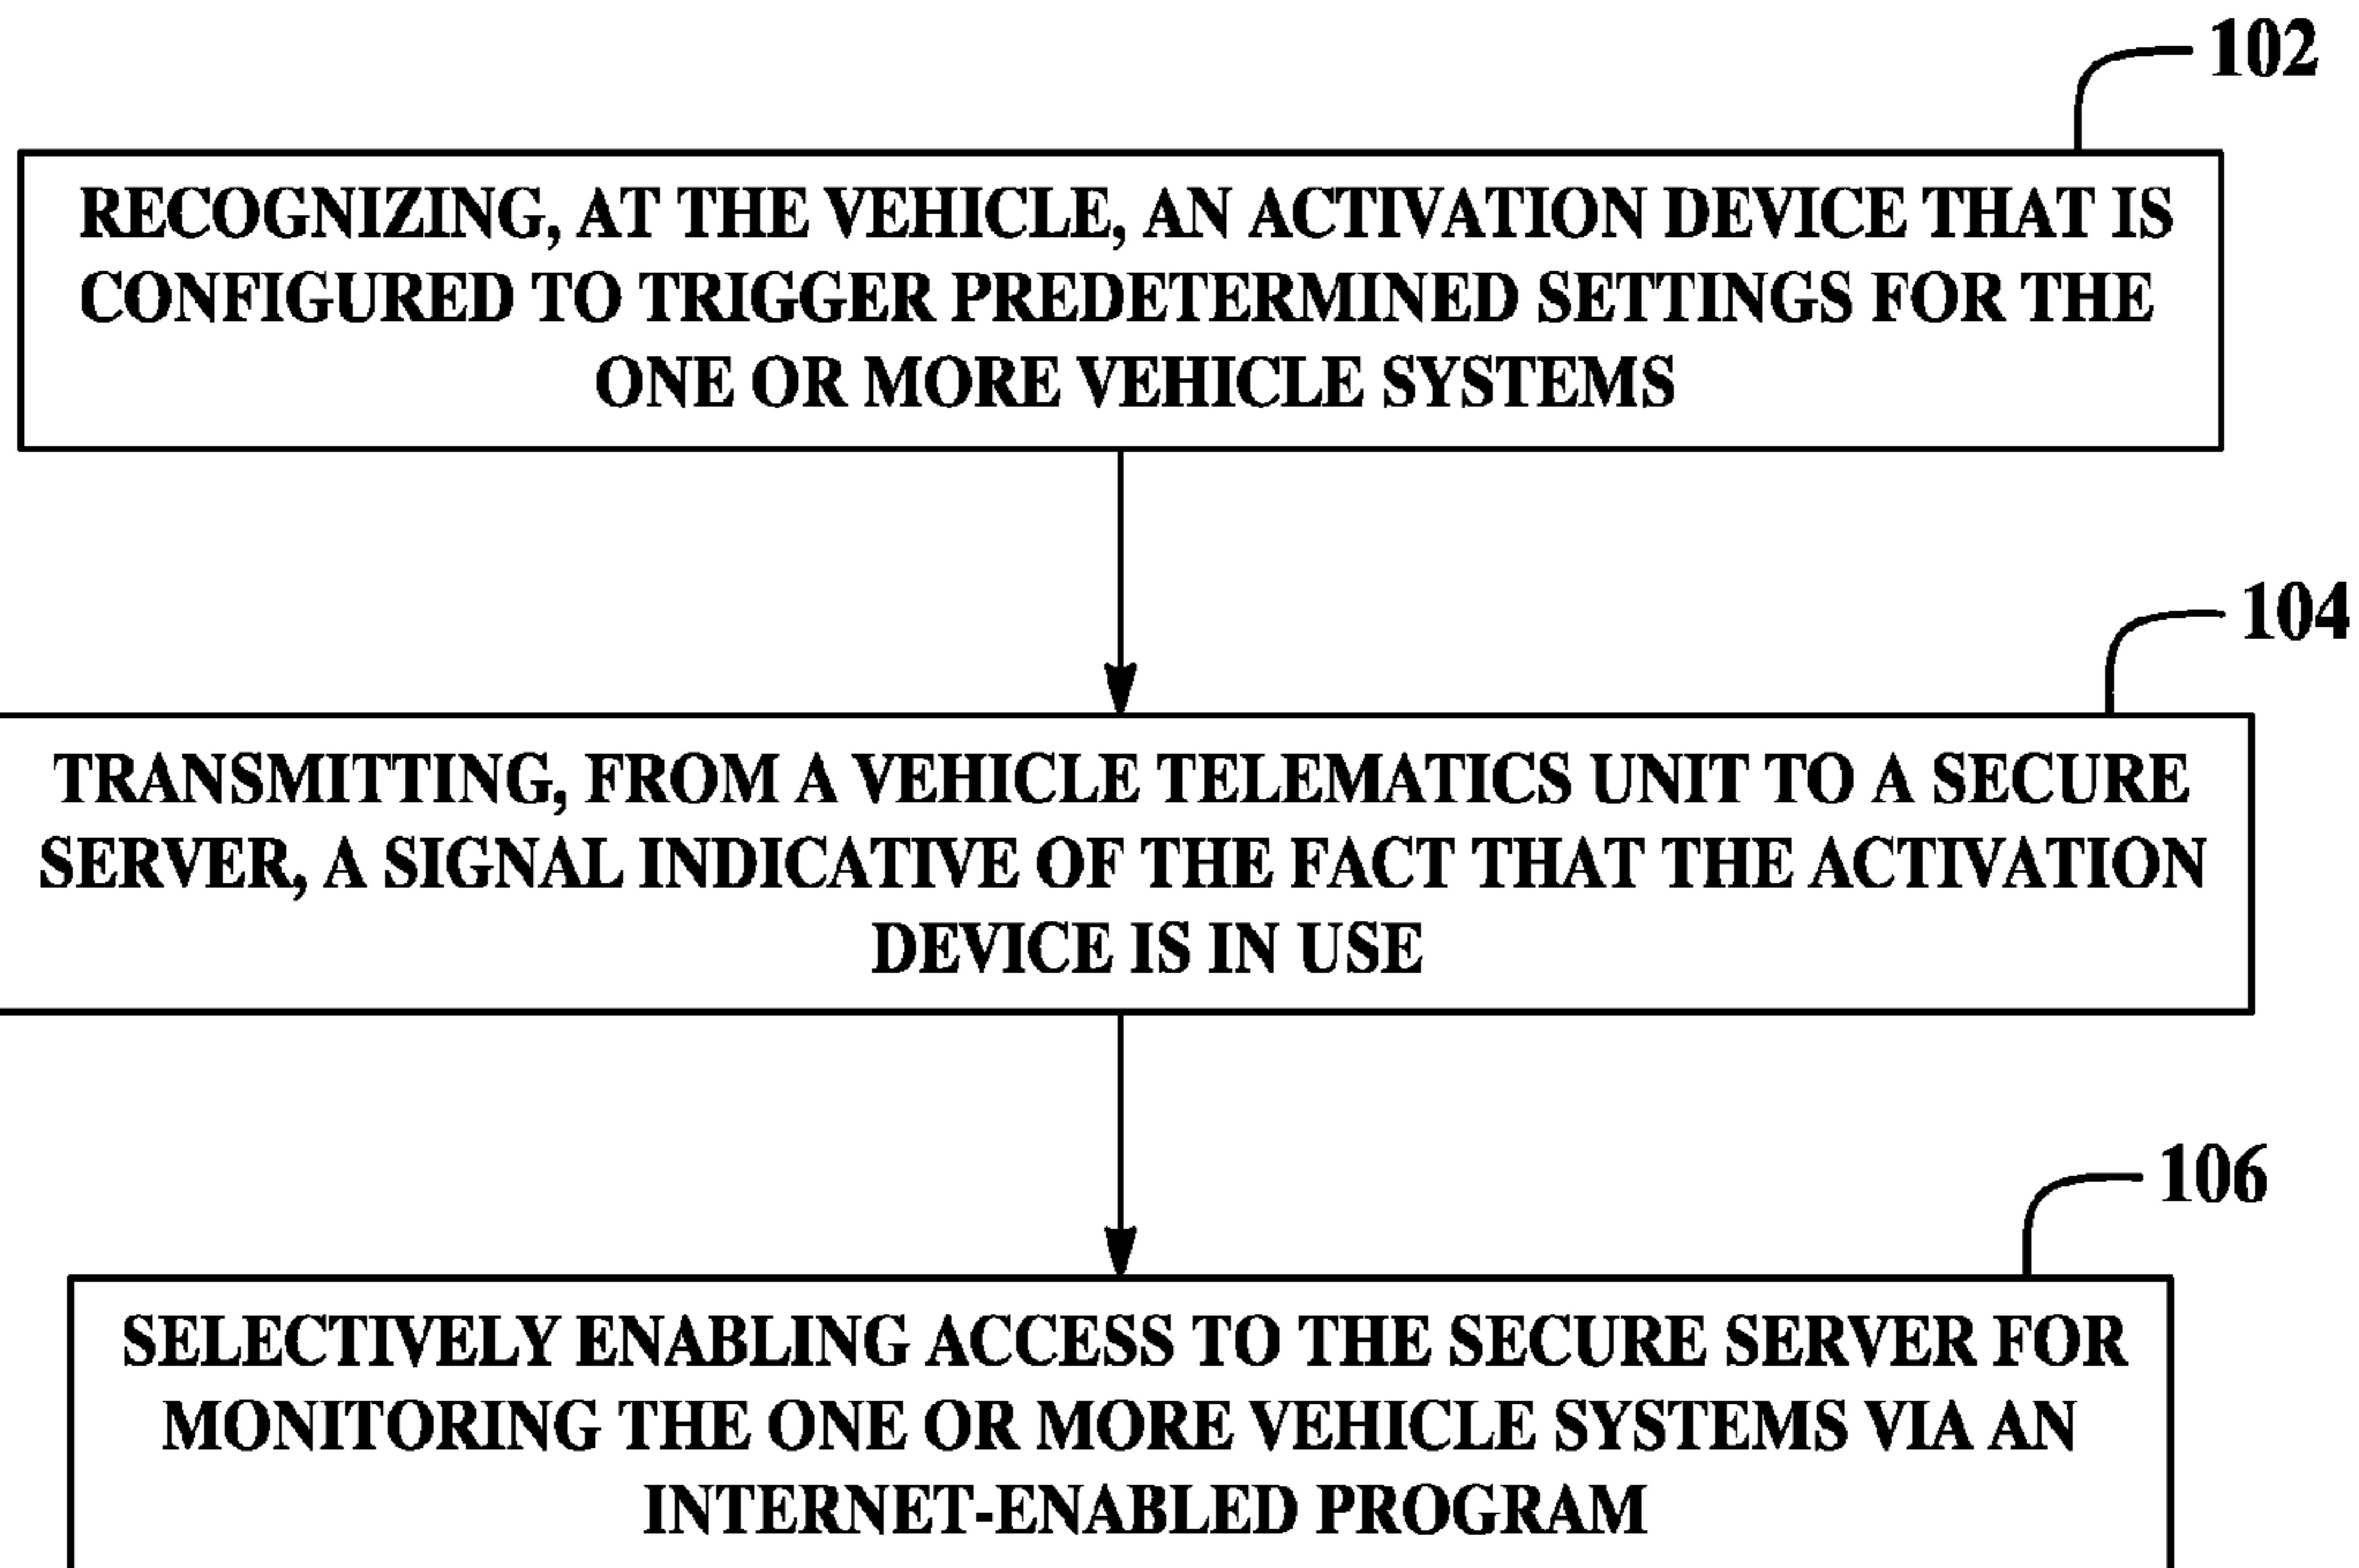 102
RECOGNIZING, AT THE VEHICLE, AN ACTIVATION DEVICE THAT IS
CONFIGURED TO TRIGGER PREDETERMINED SETTINGS FOR THE
ONE OR MORE VEHICLE SYSTEMS
104
TRANSMITTING, FROM A VEHICLE TELEMATICS UNIT TO A SECURE
SERVER, A SIGNAL INDICATIVE OF THE FACT THAT THE ACTIVATION
DEVICE IS IN USE
106
SELECTIVELY ENABLING ACCESS TO THE SECURE SERVER FOR
MONITORING THE ONE OR MORE VEHICLE SYSTEMS VIA AN
INTERNET-ENABLED PROGRAM